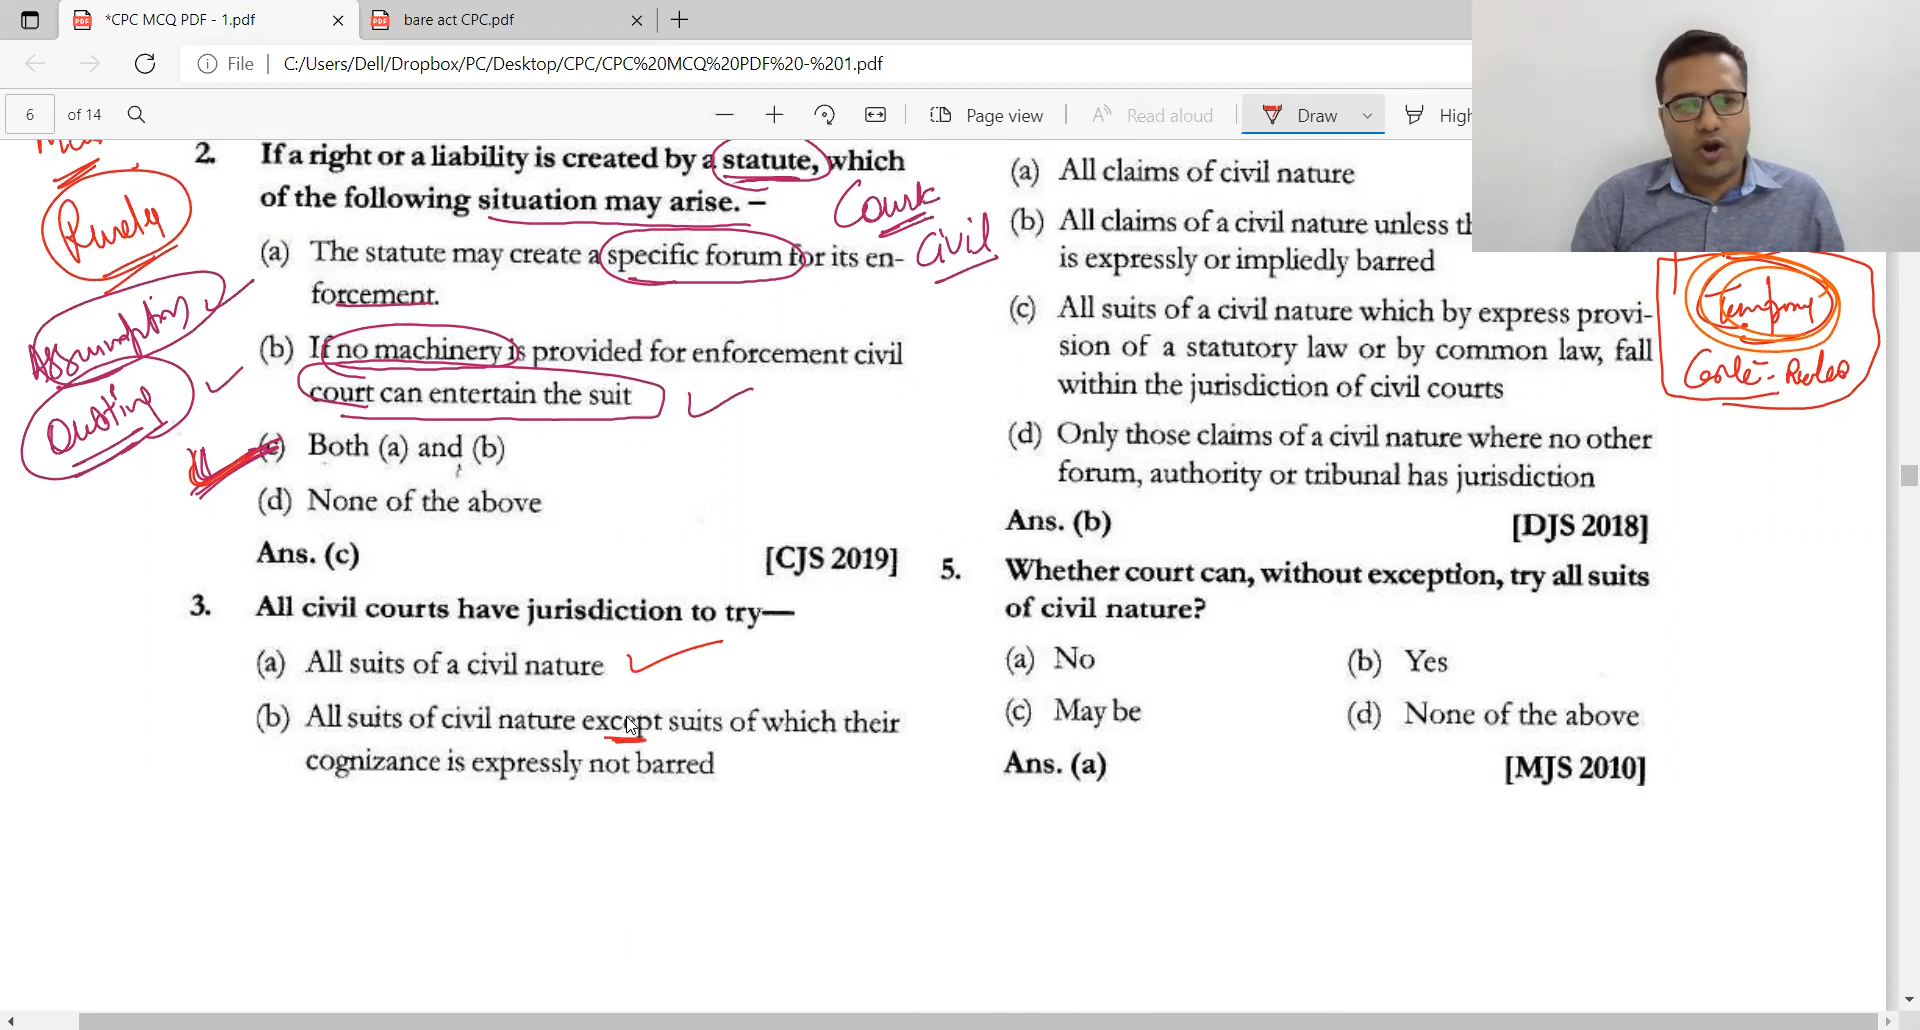 *CPC MCQ PDF - 1.pdf
bare act CPC.pdf
File
C:/Users/Dell/Dropbox/PC/Desktop/CPC/CPC%20MCQ%20PDF%20-%201.pdf
6 of 14
Page view
Read aloud
Draw
High
2. If a right or a liability is created by a statute, which
of the following situation may arise. –
(a) The statute may create a specific forum for its en-
forcement.
(b) If no machinery is provided for enforcement civil
court can entertain the suit
(c) Both (a) and (b)
(d) None of the above
Ans. (c) [CJS 2019]
3. All civil courts have jurisdiction to try—
(a) All suits of a civil nature
(b) All suits of civil nature except suits of which their
cognizance is expressly not barred
Purely
Assumption
Ousting
Court
civil
(a) All claims of civil nature
(b) All claims of a civil nature unless th
is expressly or impliedly barred
(c) All suits of a civil nature which by express provi-
sion of a statutory law or by common law, fall
within the jurisdiction of civil courts
(d) Only those claims of a civil nature where no other
forum, authority or tribunal has jurisdiction
Ans. (b) [DJS 2018]
5. Whether court can, without exception, try all suits
of civil nature?
(a) No (b) Yes
(c) May be (d) None of the above
Ans. (a) [MJS 2010]